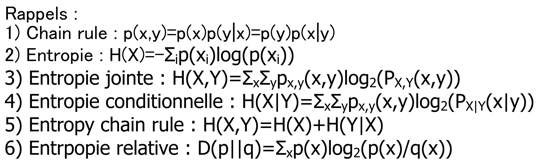 Rappels :
1) Chain rule : p(x,y)=p(x)p(y|x)=p(y)p(x|y)
2) Entropie : H(X)=-Σip(xi)log(p(xi))
3) Entropie jointe : H(X,Y)=ΣxΣypx,y(x,y)log2(PX,Y(x,y))
4) Entropie conditionnelle : H(X|Y)=ΣxΣypx,y(x,y)log2(PX|Y(x|y))
5) Entropy chain rule : H(X,Y)=H(X)+H(Y|X)
6) Entrpopie relative : D(p||q)=Σxp(x)log2(p(x)/q(x))